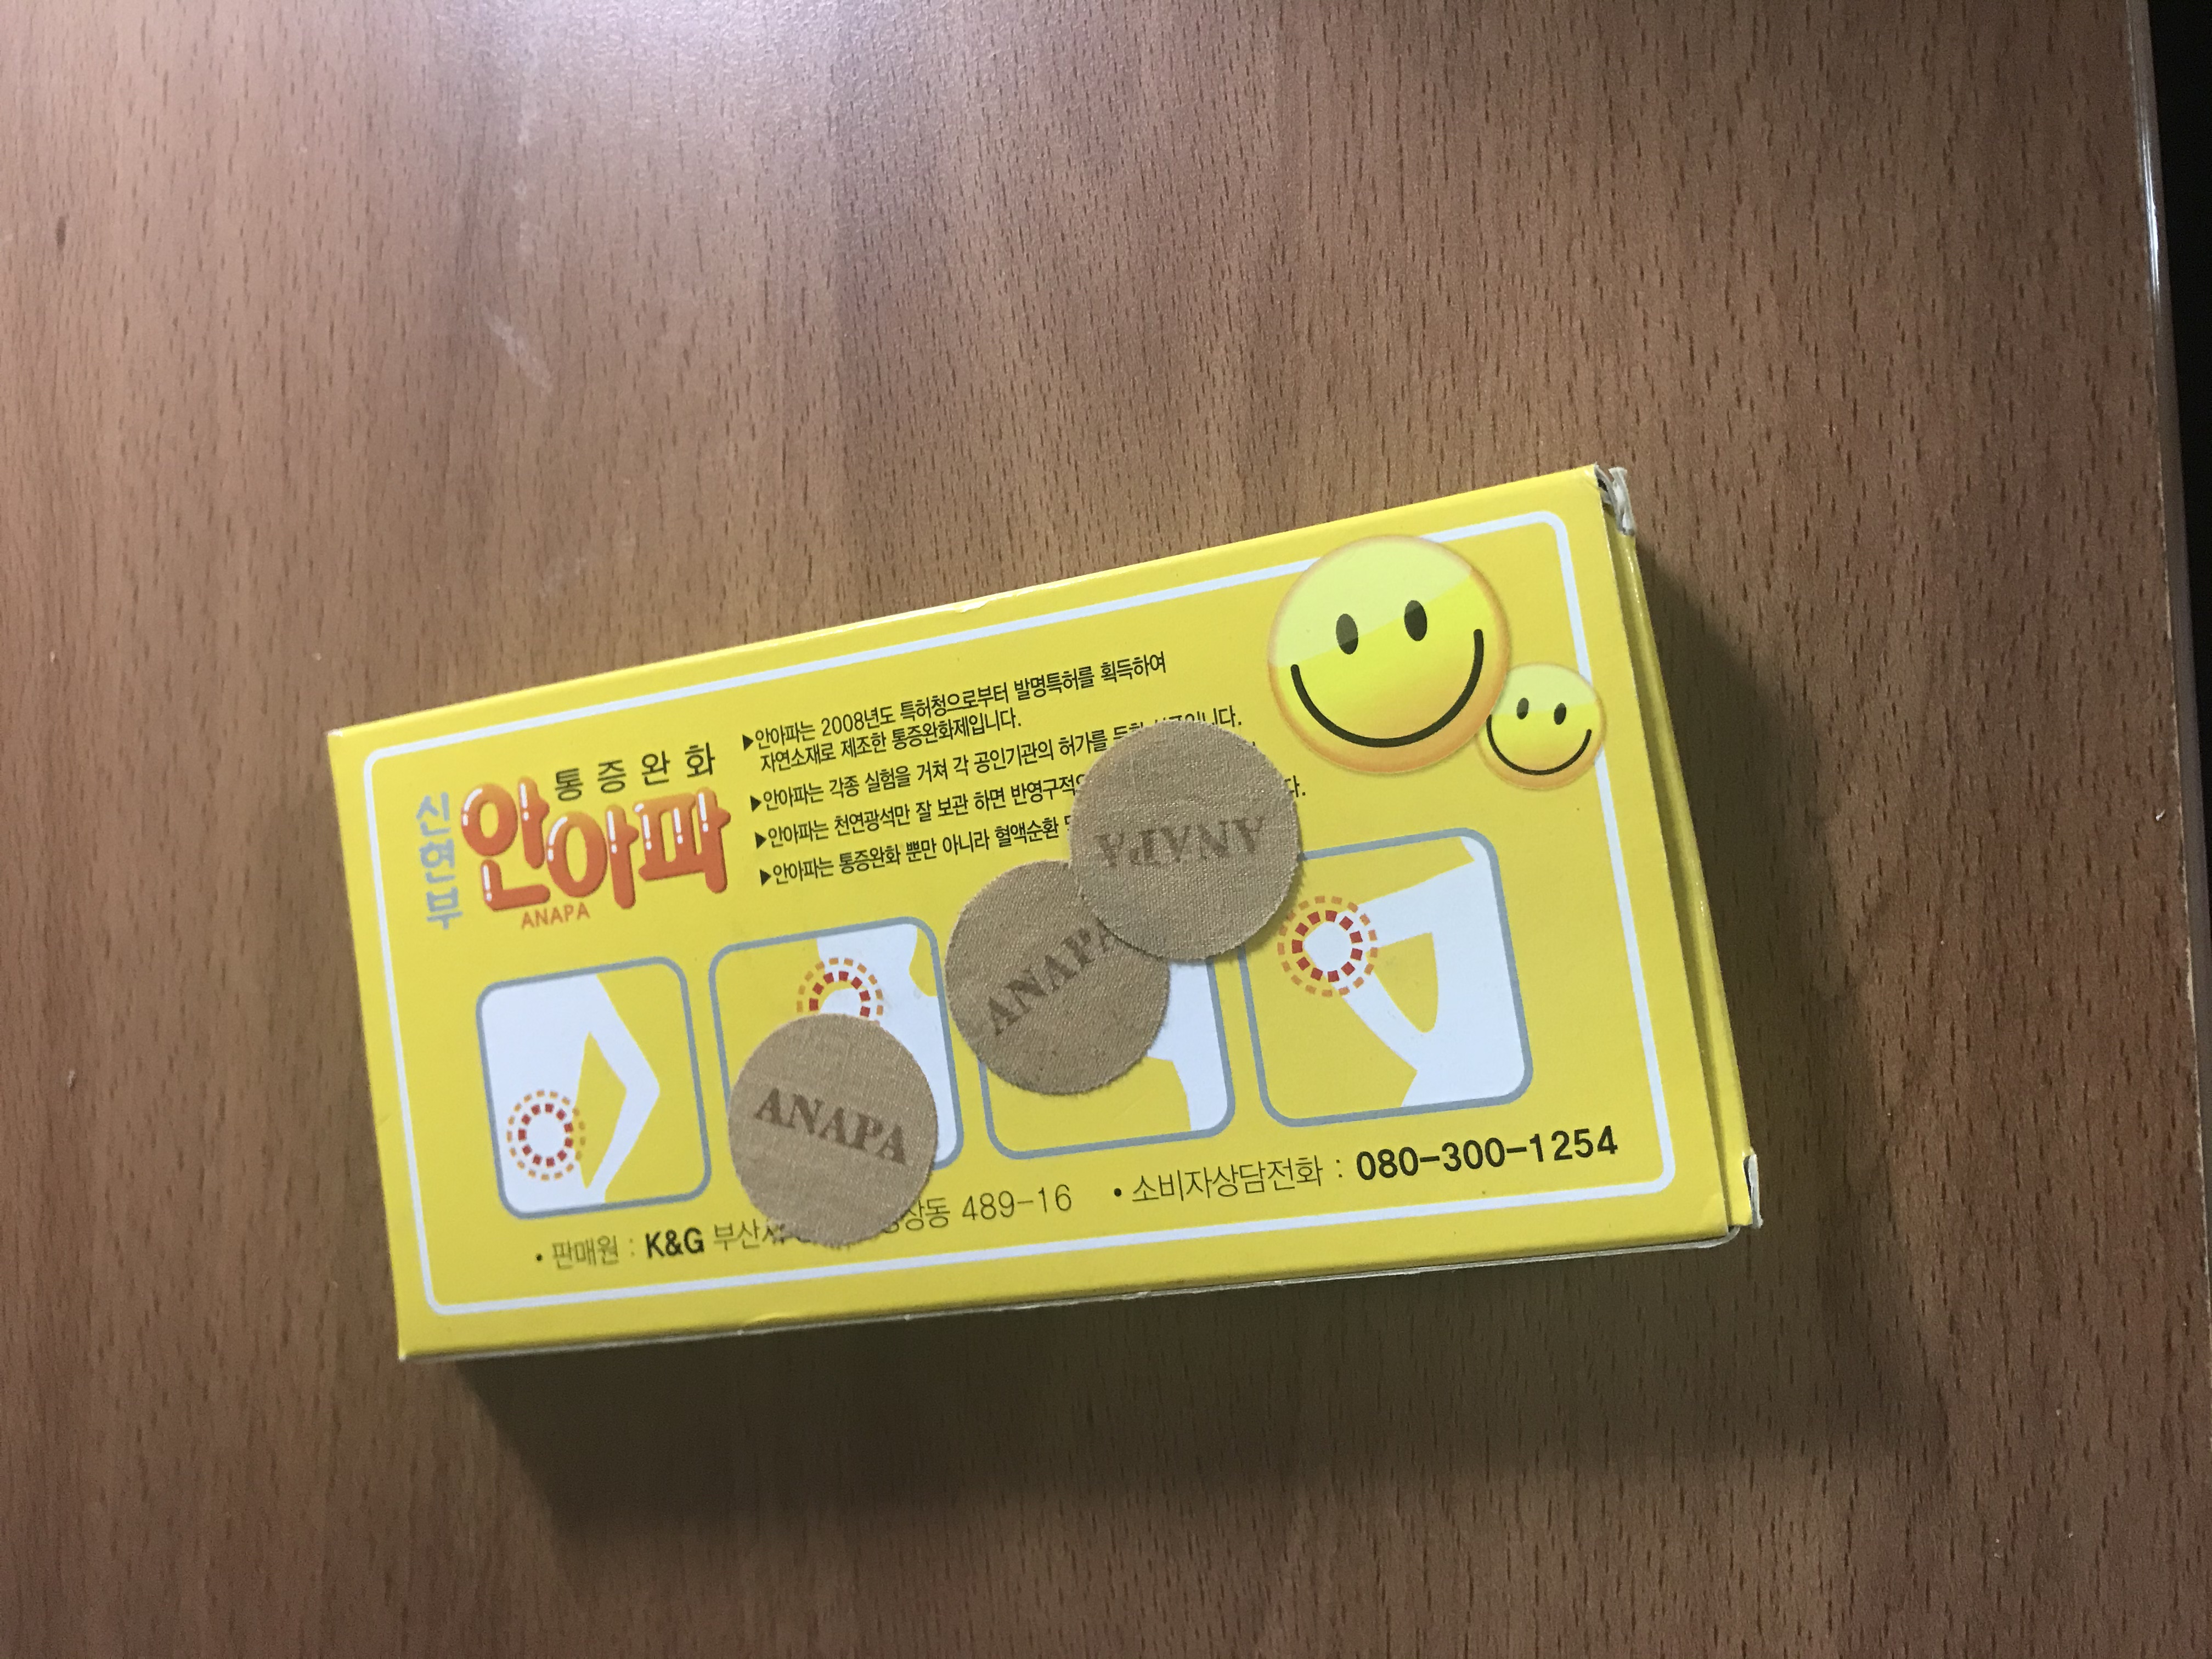 신현부
안아파
ANAPA
통증완화
▶안아파는 2008년도 특허청으로부터 발명특허를 획득하여
자연소재로 제조한 통증완화제입니다.
▶안아파는 각종 실험을 거쳐 각 공인기관의 허가를
▶안아파는 천연광석만 잘 보관 하면
▶안아파는 통증완화 뿐만 아니라 혈액순환
ANAPA
ANAPA
ANAPA
• 판매원 : K&G 부산 489-16 • 소비자상담전화 : 080-300-1254